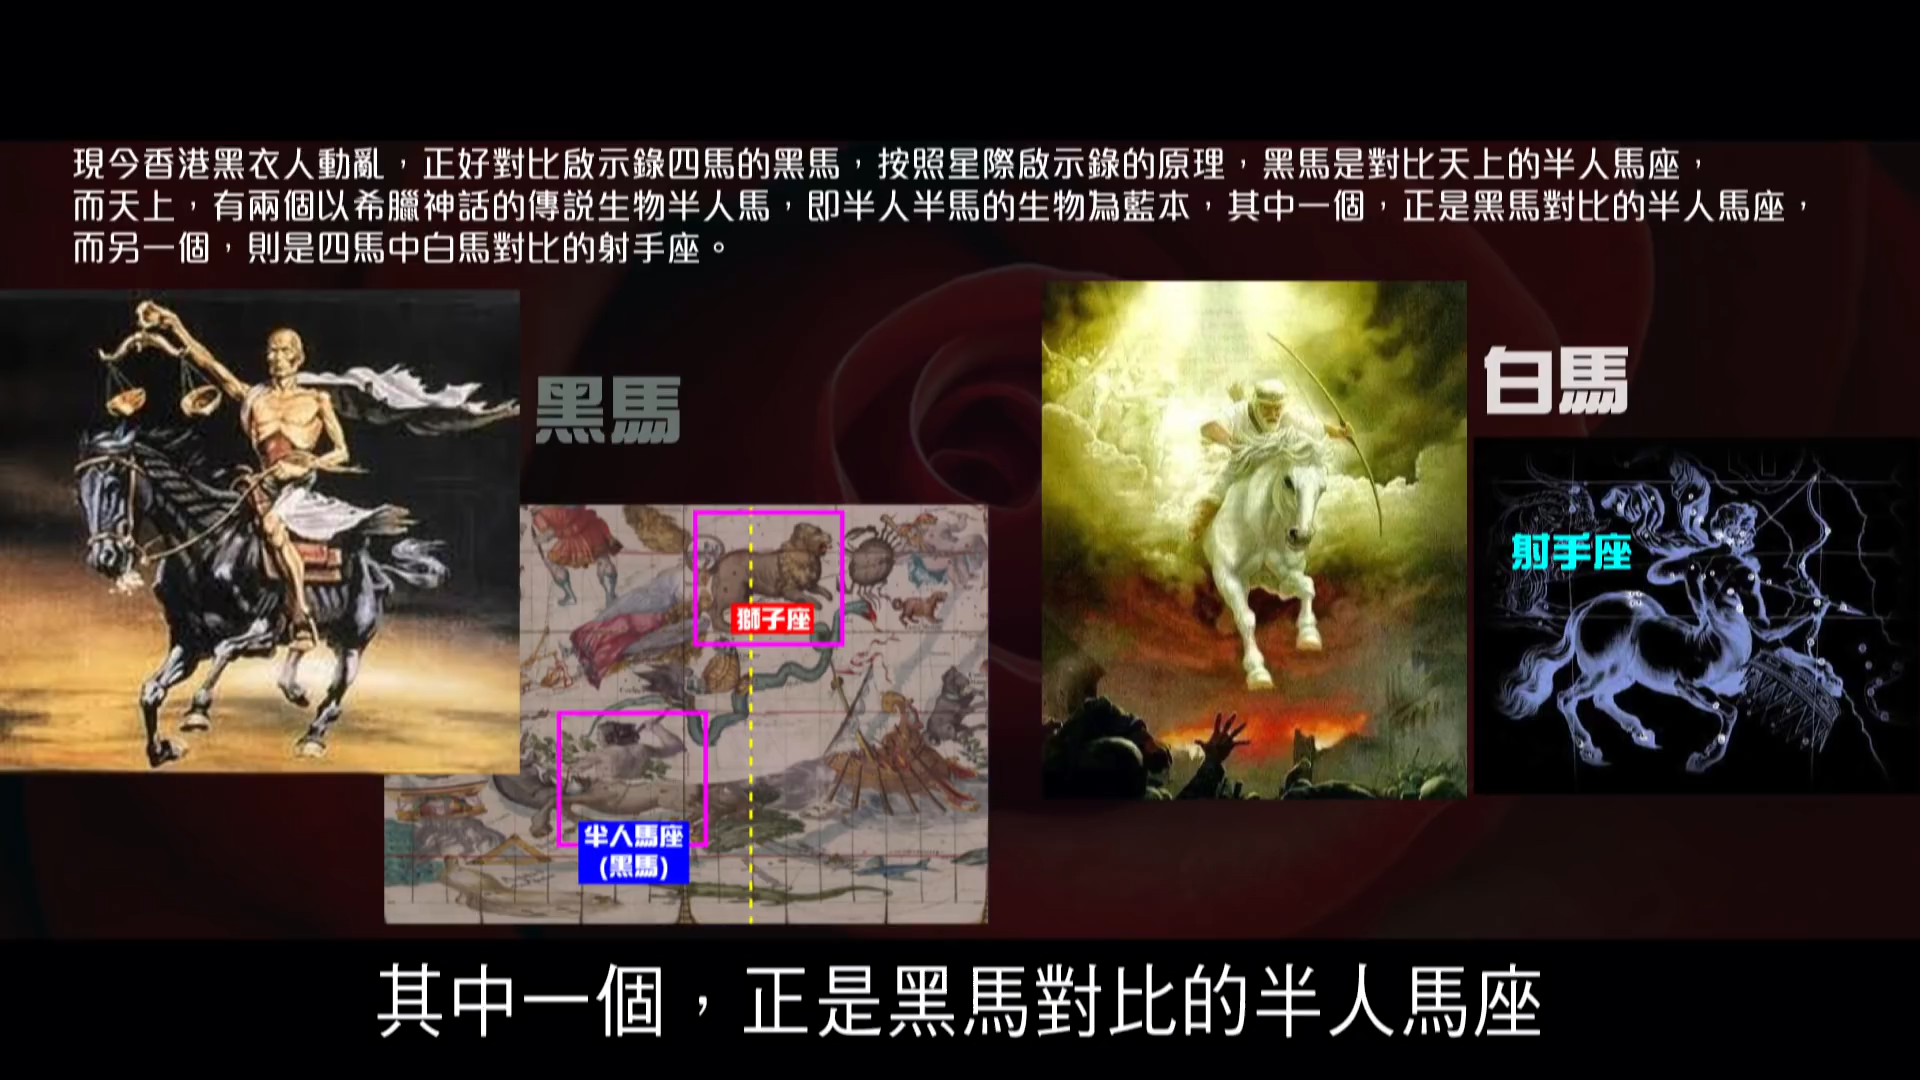 現今香港黑衣人動亂，正好對比啟示錄四馬的黑馬，按照星際啟示錄的原理，黑馬是對比天上的半人馬座，
而天上，有兩個以希臘神話的傳説生物半人馬，即半人半馬的生物為藍本，其中一個，正是黑馬對比的半人馬座，
而另一個，則是四馬中白馬對比的射手座。
黑馬
白馬
射手座
獅子座
半人馬座
(黑馬)
其中一個，正是黑馬對比的半人馬座